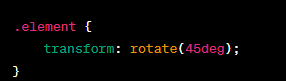 .element {
    transform: rotate(45deg);
}